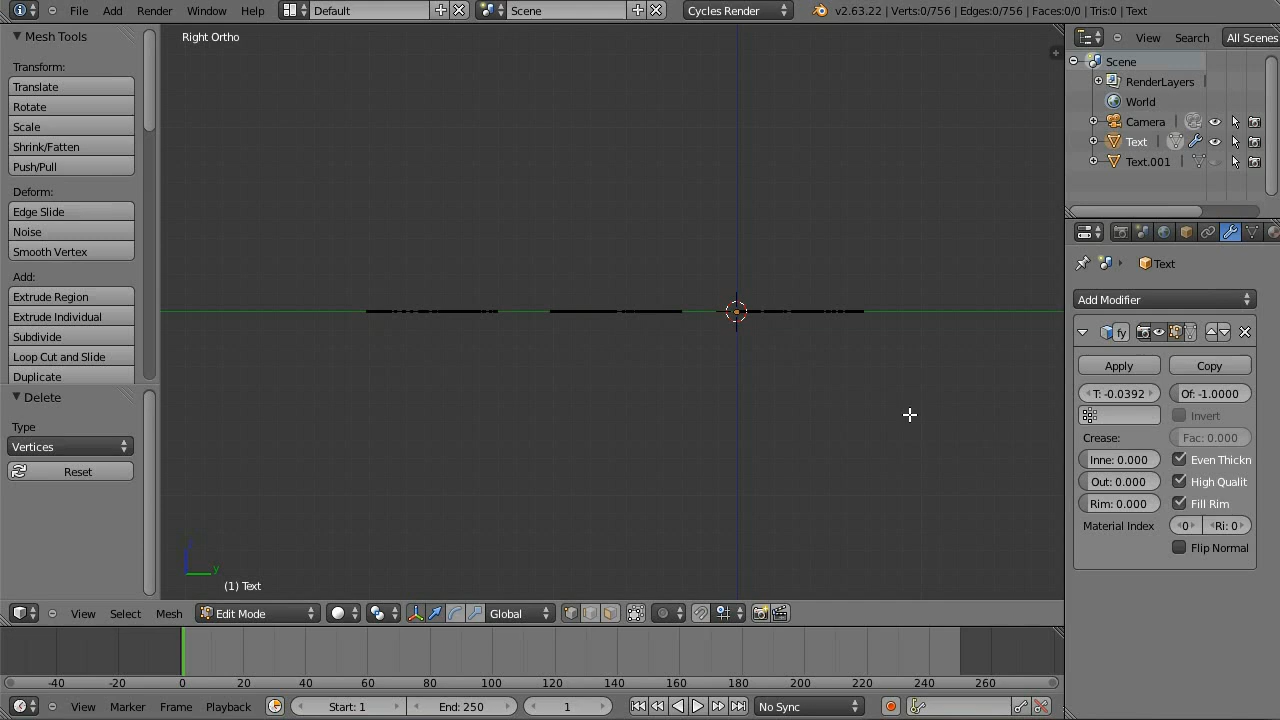 File Add Render Window Help Default Scene Cycles Render v2.63.22 | Verts:0/756 | Edges:0/756 | Faces:0/0 | Tris:0 | Text
Mesh Tools
Transform:
Translate
Rotate
Scale
Shrink/Fatten
Push/Pull
Deform:
Edge Slide
Noise
Smooth Vertex
Add:
Extrude Region
Extrude Individual
Subdivide
Loop Cut and Slide
Duplicate
Delete
Type
Vertices
Reset
Right Ortho
y
(1) Text
View Select Mesh Edit Mode Global
-40 -20 0 20 40 60 80 100 120 140 160 180 200 220 240 260
View Marker Frame Playback Start: 1 End: 250 1 No Sync
View Search All Scenes
Scene
RenderLayers
World
Camera
Text
Text.001
Text
Add Modifier
fy
Apply Copy
T: -0.0392 Of: -1.0000
Invert
Crease: Fac: 0.000
Inne: 0.000 Even Thickn
Out: 0.000 High Qualit
Rim: 0.000 Fill Rim
Material Index 0 Ri: 0
Flip Normal